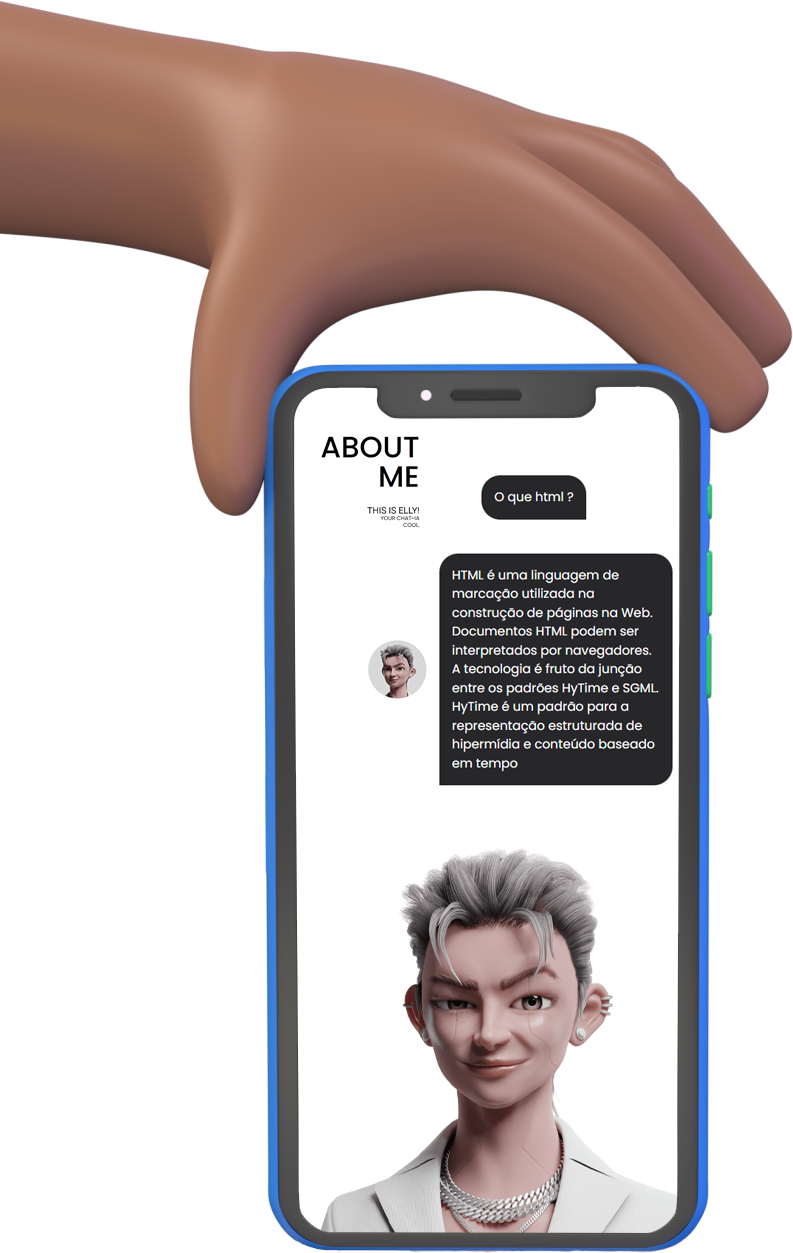 ABOUT
ME
THIS IS ELLY!
YOUR CHAT-IA
COOL
O que html ?
HTML é uma linguagem de
marcação utilizada na
construção de páginas na Web.
Documentos HTML podem ser
interpretados por navegadores.
A tecnologia é fruto da junção
entre os padrões HyTime e SGML.
HyTime é um padrão para a
representação estruturada de
hipermídia e conteúdo baseado
em tempo